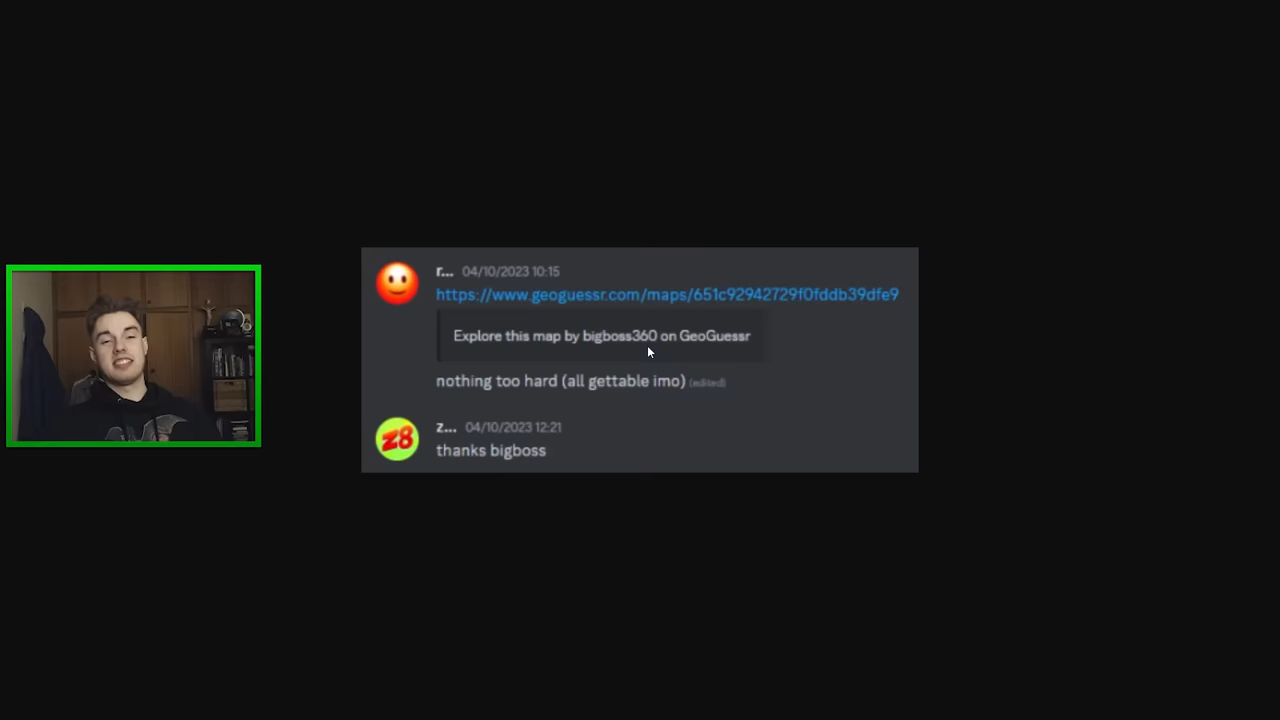 r... 04/10/2023 10:15
https://www.geoguessr.com/maps/651c92942729f0fddb39dfe9
Explore this map by bigboss360 on GeoGuessr
nothing too hard (all gettable imo) (edited)
z8
z... 04/10/2023 12:21
thanks bigboss